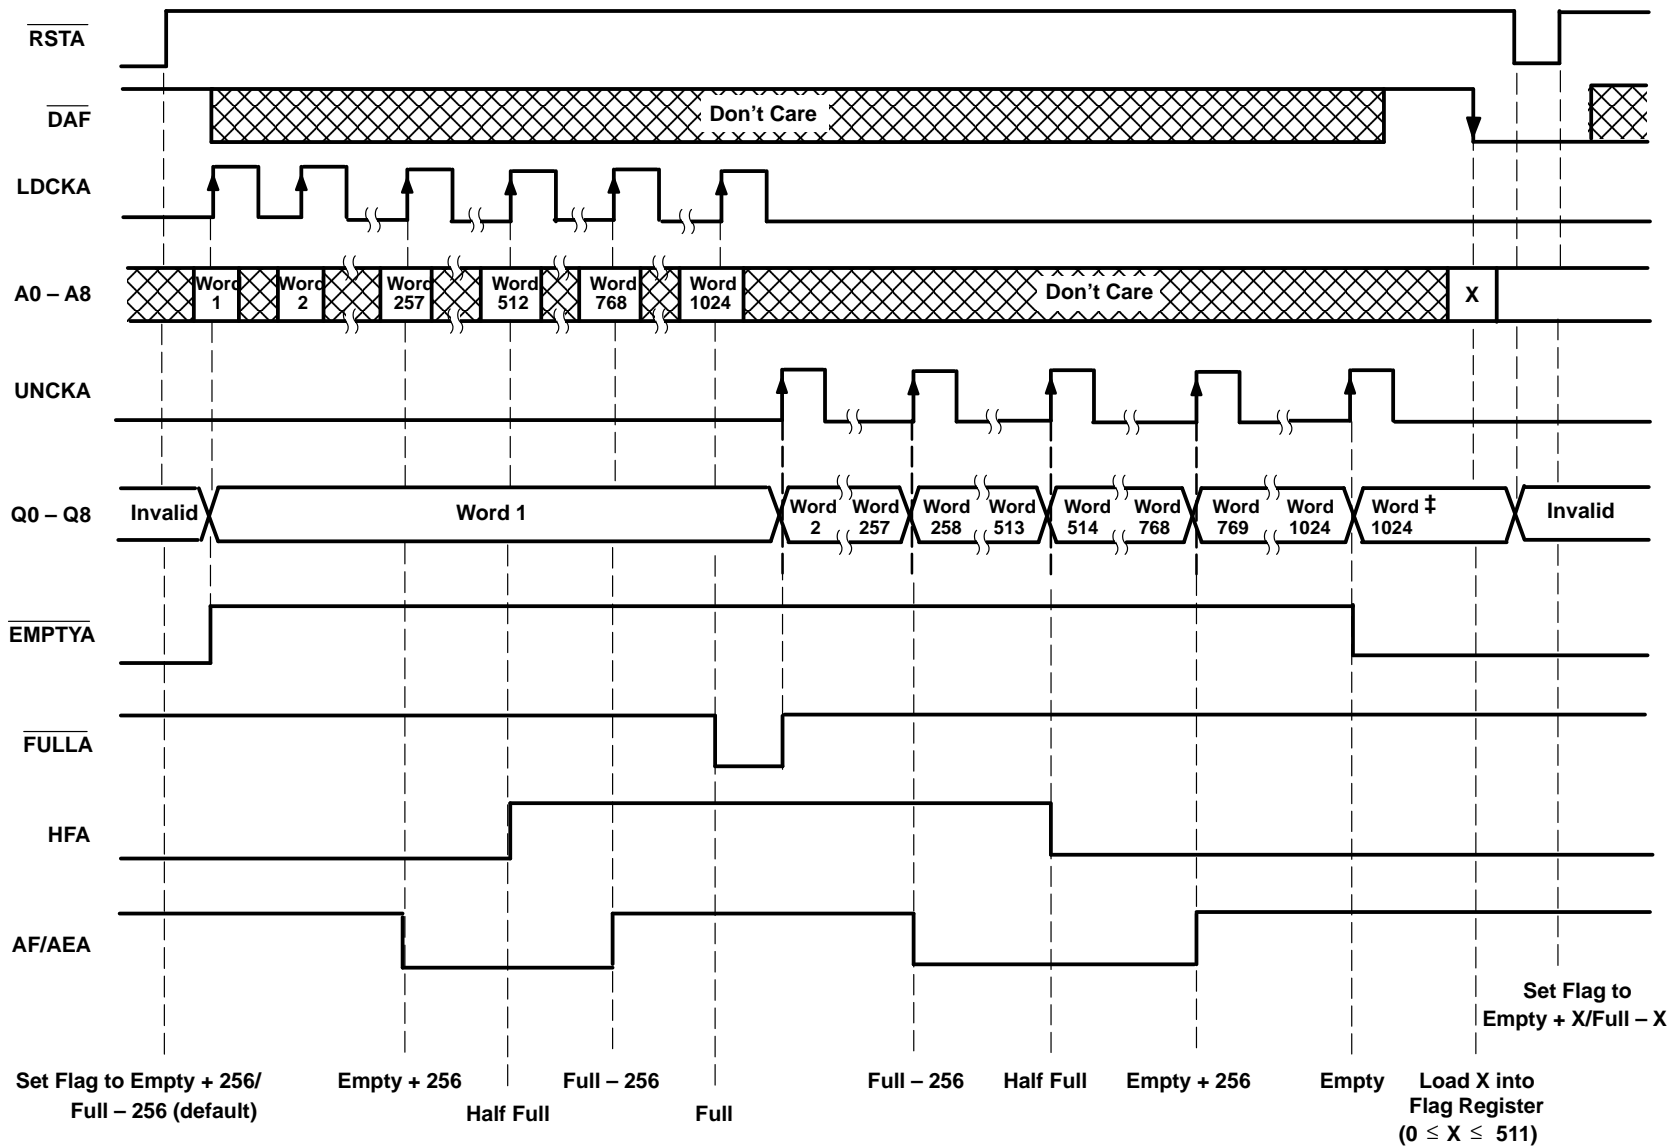 RSTA
DAF
Don't Care
LDCKA
A0 – A8
Word 1
Word 2
Word 257
Word 512
Word 768
Word 1024
Don't Care
X
UNCKA
Q0 – Q8
Invalid
Word 1
Word 2
Word 257
Word 258
Word 513
Word 514
Word 768
Word 769
Word 1024
Word ‡ 1024
Invalid
EMPTYA
FULLA
HFA
AF/AEA
Set Flag to
Empty + X/Full – X
Set Flag to Empty + 256/
Full – 256 (default)
Empty + 256
Half Full
Full – 256
Full
Full – 256
Half Full
Empty + 256
Empty
Load X into
Flag Register
(0 ≤ X ≤ 511)